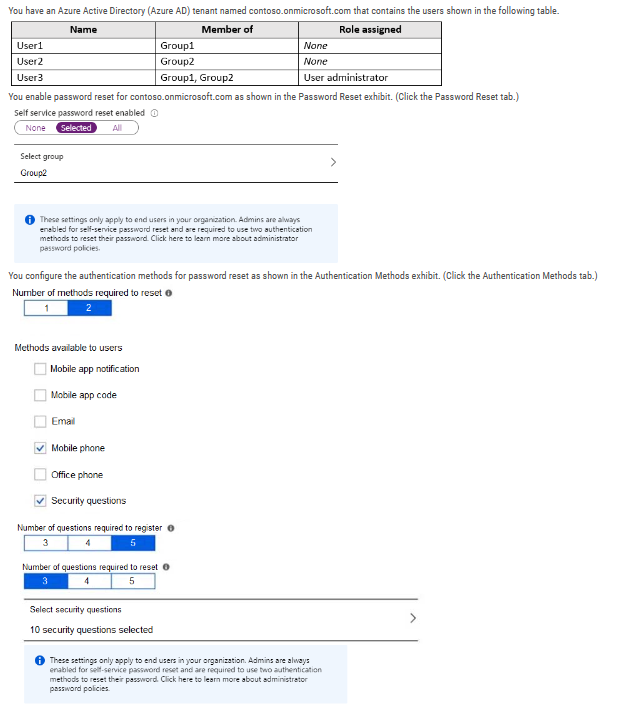 You have an Azure Active Directory (Azure AD) tenant named contoso.onmicrosoft.com that contains the users shown in the following table.
Name Member of Role assigned
User1 Group1 None
User2 Group2 None
User3 Group1, Group2 User administrator
You enable password reset for contoso.onmicrosoft.com as shown in the Password Reset exhibit. (Click the Password Reset tab.)
Self service password reset enabled
None Selected All
Select group
Group2
These settings only apply to end users in your organization. Admins are always
enabled for self-service password reset and are required to use two authentication
methods to reset their password. Click here to learn more about administrator
password policies.
You configure the authentication methods for password reset as shown in the Authentication Methods exhibit. (Click the Authentication Methods tab.)
Number of methods required to reset
1 2
Methods available to users
Mobile app notification
Mobile app code
Email
Mobile phone
Office phone
Security questions
Number of questions required to register
3 4 5
Number of questions required to reset
3 4 5
Select security questions
10 security questions selected
These settings only apply to end users in your organization. Admins are always
enabled for self-service password reset and are required to use two authentication
methods to reset their password. Click here to learn more about administrator
password policies.